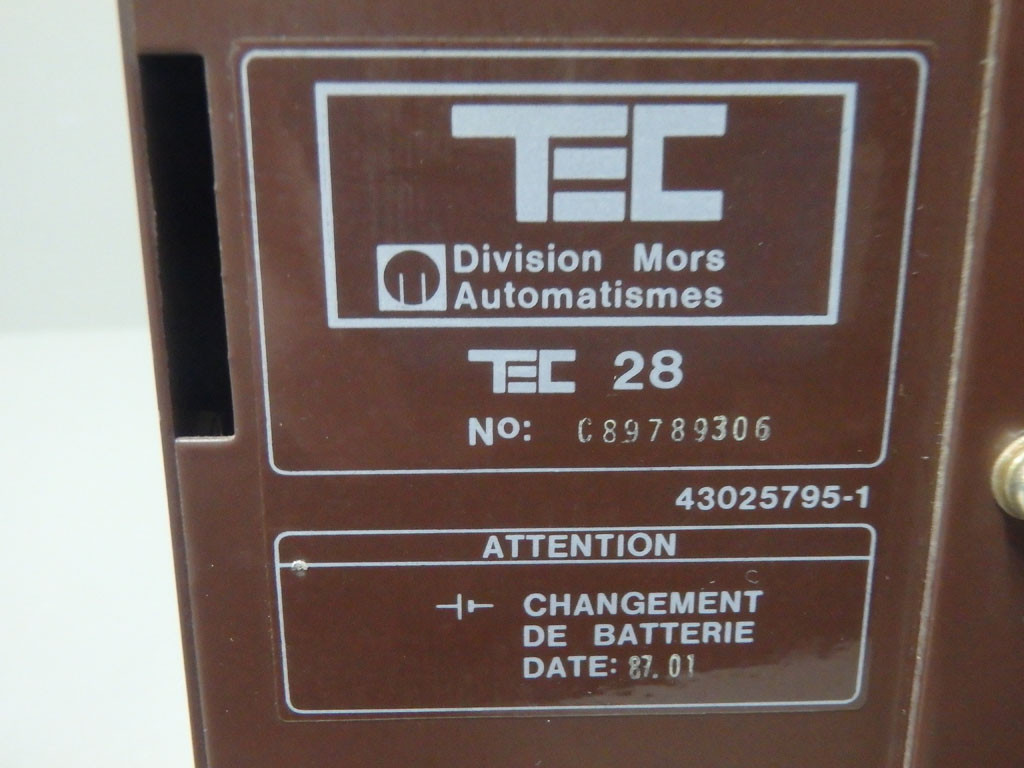 TEC
Division Mors
Automatismes
TEC 28
No: C89789306
43025795-1
ATTENTION
CHANGEMENT
DE BATTERIE
DATE: 87.01